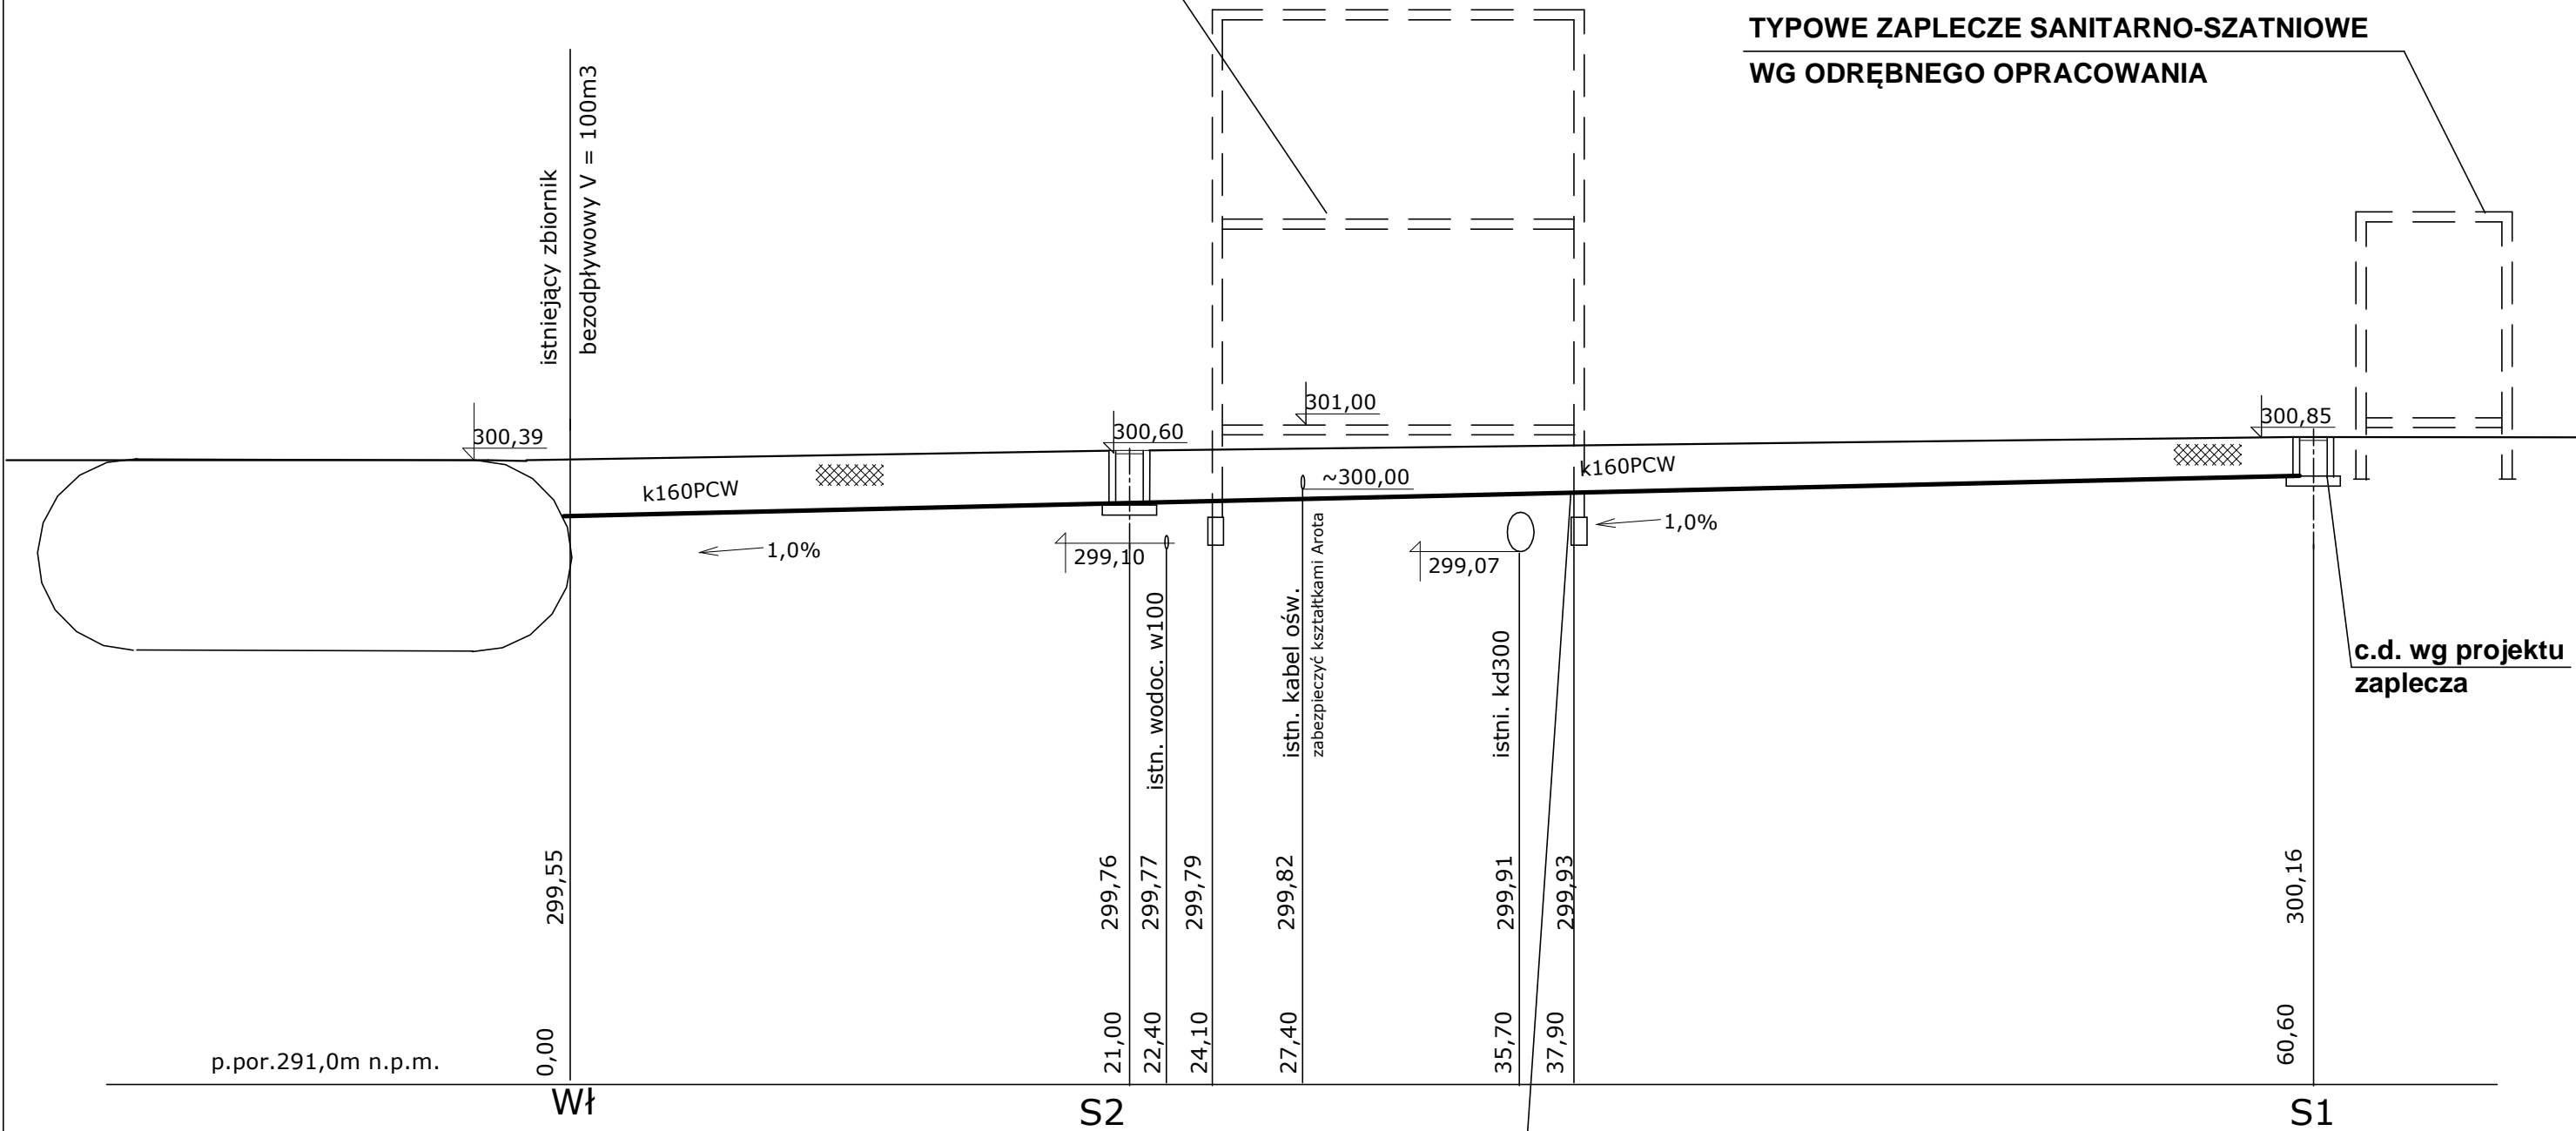 TYPOWE ZAPLECZE SANITARNO-SZATNIOWE
WG ODRĘBNEGO OPRACOWANIA
istniejący zbiornik
bezodpływowy V = 100m3
300,39
300,60
301,00
300,85
k160PCW
~300,00
k160PCW
1,0%
299,10
299,07
1,0%
istn. wodoc. w100
istn. kabel ośw.
zabezpieczyć kształtkami Arota
istni. kd300
c.d. wg projektu
zaplecza
299,55
299,76
299,77
299,79
299,82
299,91
299,93
300,16
p.por.291,0m n.p.m.
0,00
21,00
22,40
24,10
27,40
35,70
37,90
60,60
Wł
S2
S1